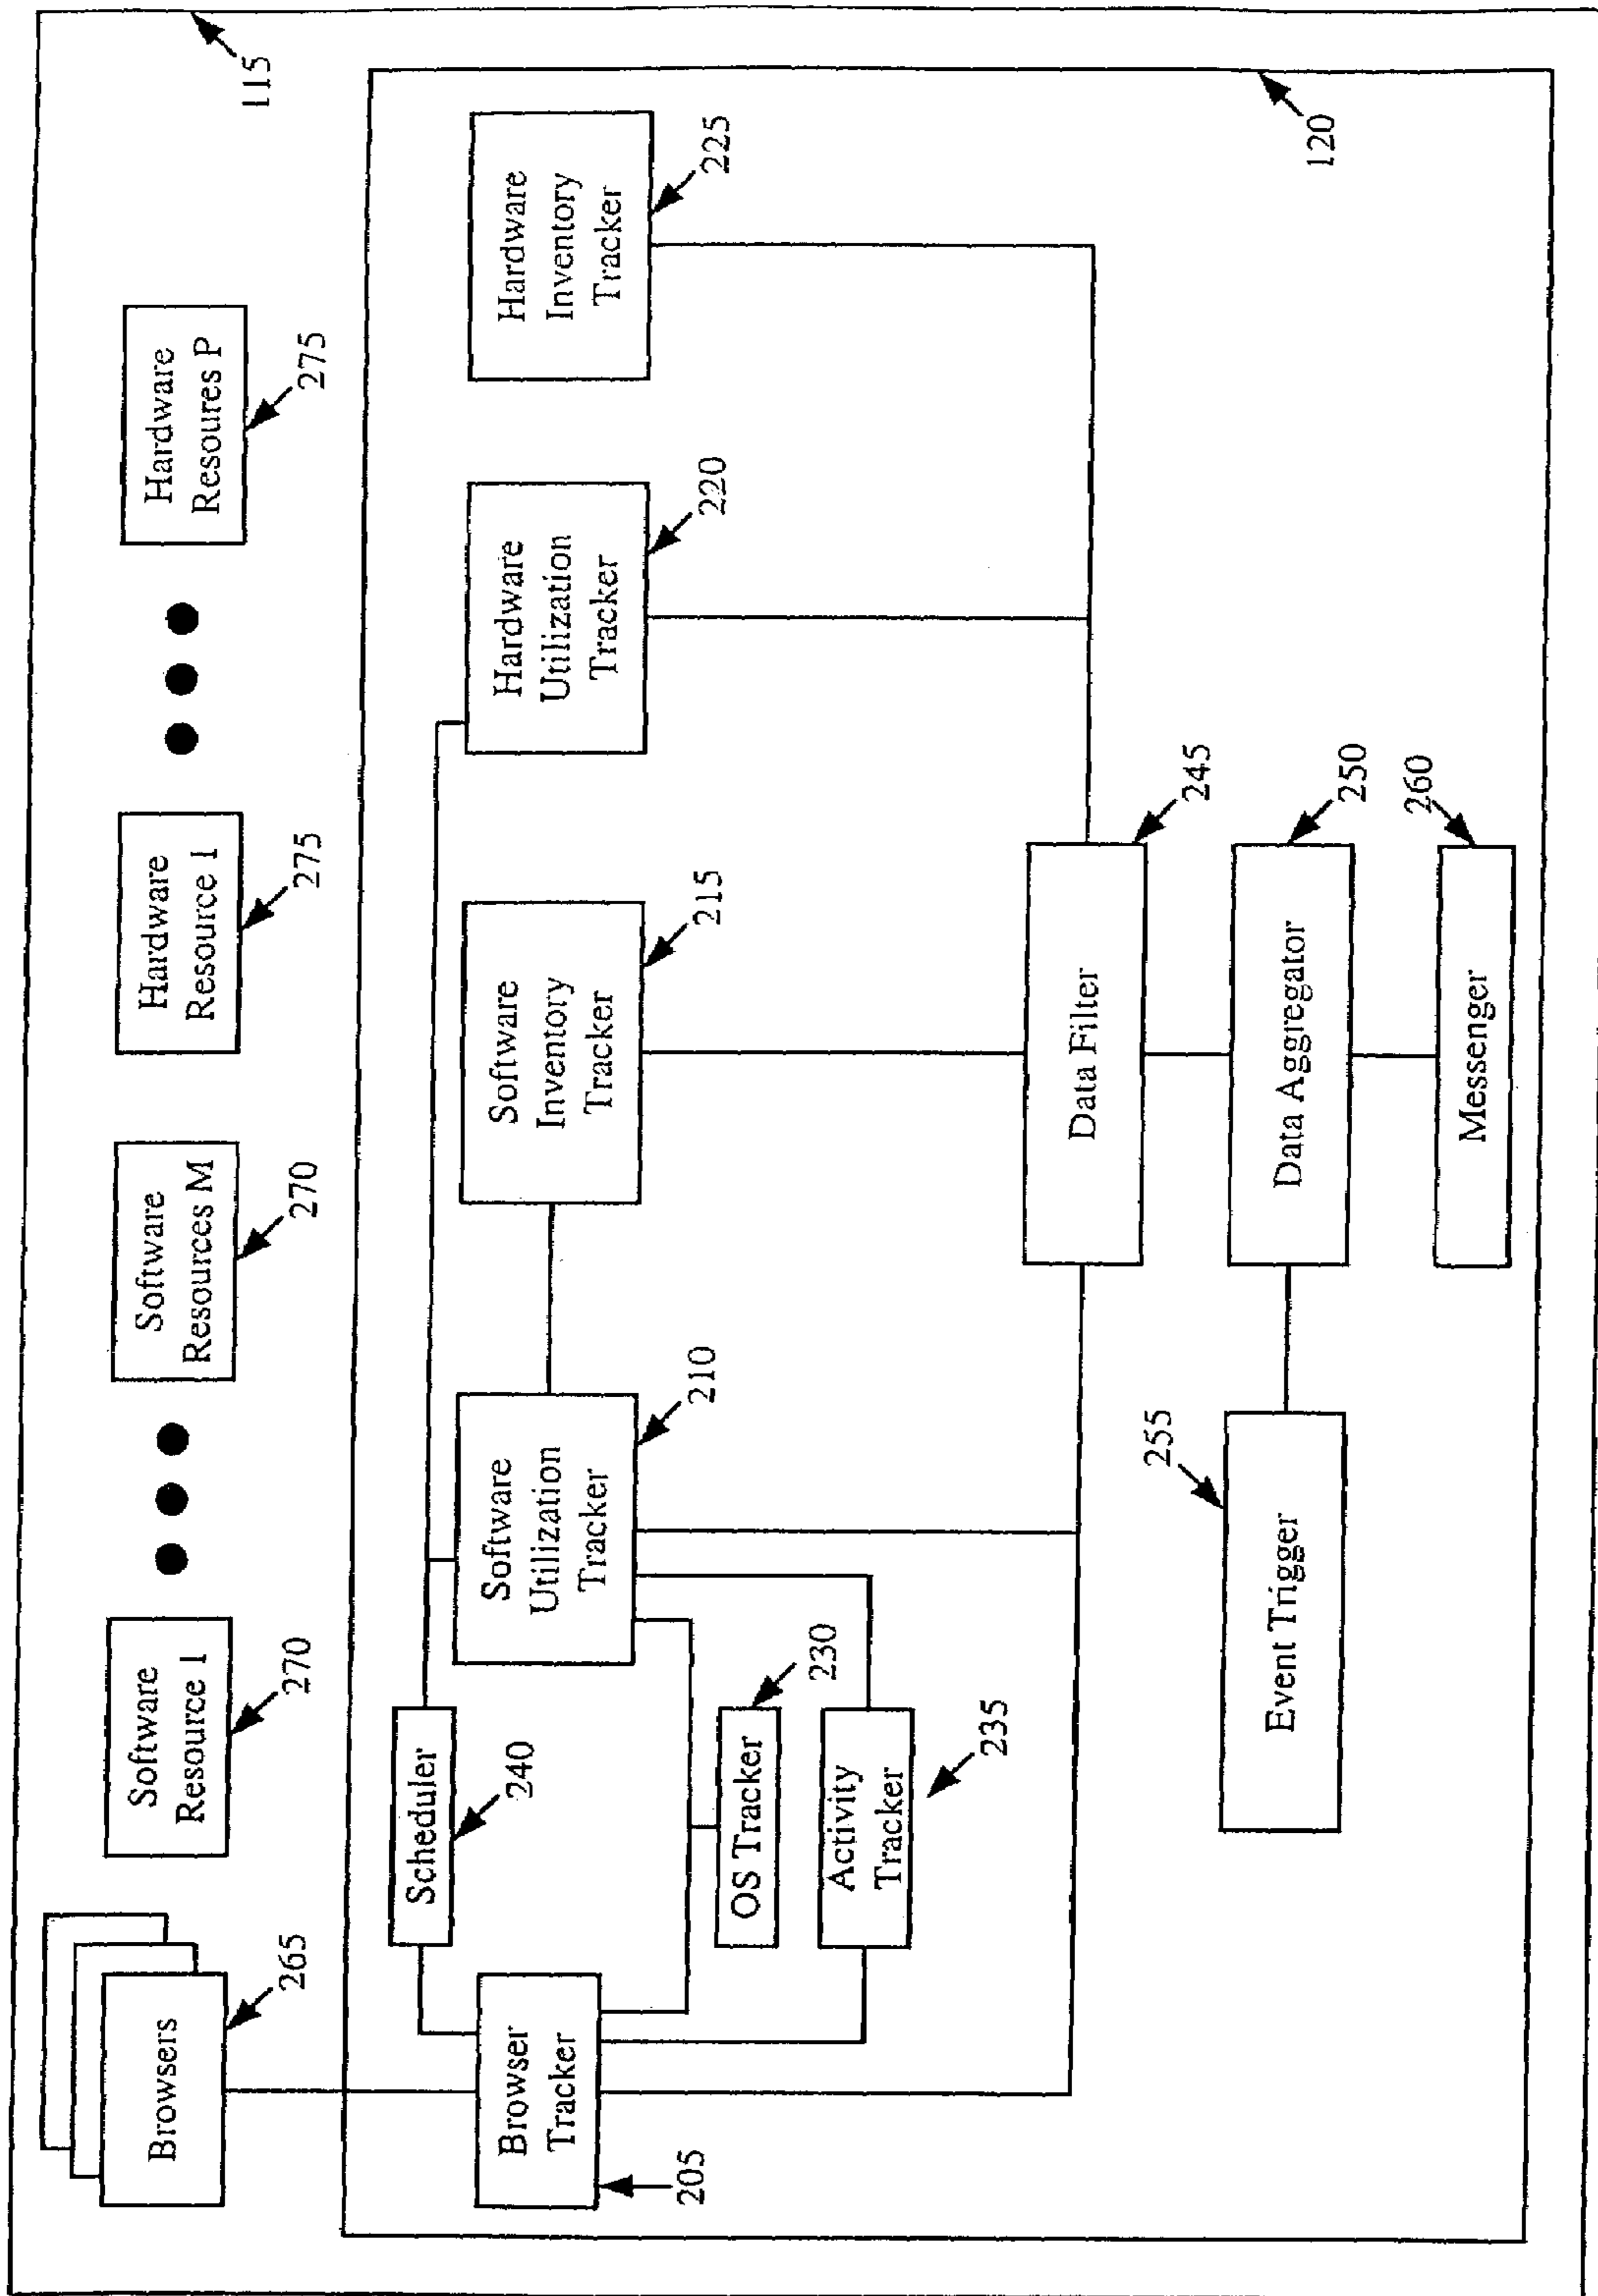 115
Browsers
265
Software
Resource 1
270
Software
Resources M
270
Hardware
Resource 1
275
Hardware
Resoures P
275
120
Scheduler
240
Browser
Tracker
205
Software
Utilization
Tracker
210
Software
Inventory
Tracker
215
Hardware
Utilization
Tracker
220
Hardware
Inventory
Tracker
225
OS Tracker
230
Activity
Tracker
235
Data Filter
245
Event Trigger
255
Data Aggregator
250
Messenger
260